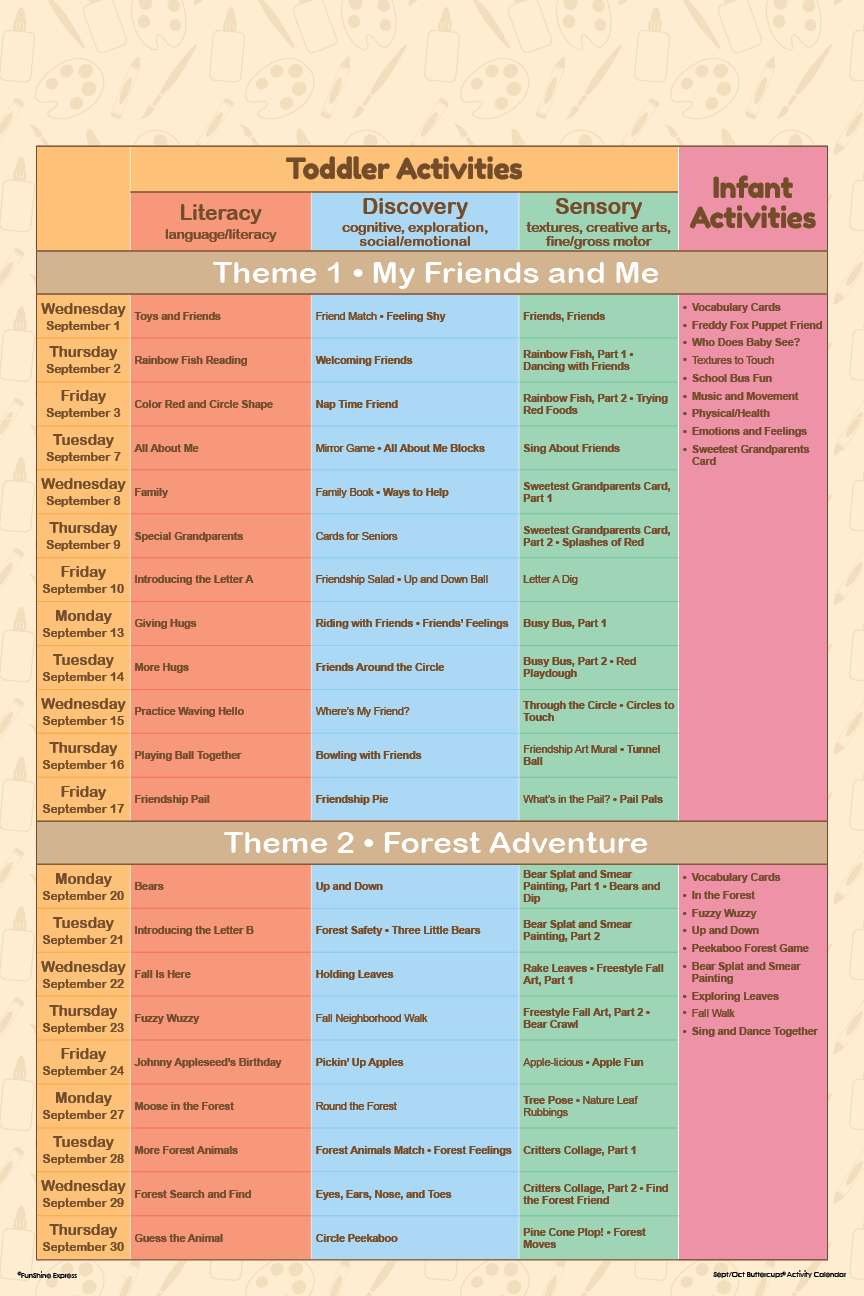 Toddler Activities
Infant
Activities
Literacy
language/literacy
Discovery
cognitive, exploration,
social/emotional
Sensory
textures, creative arts,
fine/gross motor
Theme 1 • My Friends and Me
Wednesday
September 1
Toys and Friends
Friend Match • Feeling Shy
Friends, Friends
Thursday
September 2
Rainbow Fish Reading
Welcoming Friends
Rainbow Fish, Part 1 •
Dancing with Friends
Friday
September 3
Color Red and Circle Shape
Nap Time Friend
Rainbow Fish, Part 2 • Trying
Red Foods
Tuesday
September 7
All About Me
Mirror Game • All About Me Blocks
Sing About Friends
Wednesday
September 8
Family
Family Book • Ways to Help
Sweetest Grandparents Card,
Part 1
Thursday
September 9
Special Grandparents
Cards for Seniors
Sweetest Grandparents Card,
Part 2 • Splashes of Red
Friday
September 10
Introducing the Letter A
Friendship Salad • Up and Down Ball
Letter A Dig
Monday
September 13
Giving Hugs
Riding with Friends • Friends' Feelings
Busy Bus, Part 1
Tuesday
September 14
More Hugs
Friends Around the Circle
Busy Bus, Part 2 • Red
Playdough
Wednesday
September 15
Practice Waving Hello
Where's My Friend?
Through the Circle • Circles to
Touch
Thursday
September 16
Playing Ball Together
Bowling with Friends
Friendship Art Mural • Tunnel
Ball
Friday
September 17
Friendship Pail
Friendship Pie
What's in the Pail? • Pail Pals
• Vocabulary Cards
• Freddy Fox Puppet Friend
• Who Does Baby See?
• Textures to Touch
• School Bus Fun
• Music and Movement
• Physical/Health
• Emotions and Feelings
• Sweetest Grandparents
Card
Theme 2 • Forest Adventure
Monday
September 20
Bears
Up and Down
Bear Splat and Smear
Painting, Part 1 • Bears and
Dip
Tuesday
September 21
Introducing the Letter B
Forest Safety • Three Little Bears
Bear Splat and Smear
Painting, Part 2
Wednesday
September 22
Fall Is Here
Holding Leaves
Rake Leaves • Freestyle Fall
Art, Part 1
Thursday
September 23
Fuzzy Wuzzy
Fall Neighborhood Walk
Freestyle Fall Art, Part 2 •
Bear Crawl
Friday
September 24
Johnny Appleseed's Birthday
Pickin' Up Apples
Apple-licious • Apple Fun
Monday
September 27
Moose in the Forest
Round the Forest
Tree Pose • Nature Leaf
Rubbings
Tuesday
September 28
More Forest Animals
Forest Animals Match • Forest Feelings
Critters Collage, Part 1
Wednesday
September 29
Forest Search and Find
Eyes, Ears, Nose, and Toes
Critters Collage, Part 2 • Find
the Forest Friend
Thursday
September 30
Guess the Animal
Circle Peekaboo
Pine Cone Plop! • Forest
Moves
• Vocabulary Cards
• In the Forest
• Fuzzy Wuzzy
• Up and Down
• Peekaboo Forest Game
• Bear Splat and Smear
Painting
• Exploring Leaves
• Fall Walk
• Sing and Dance Together
©FunShine Express
Sept/Oct Buttercups® Activity Calendar